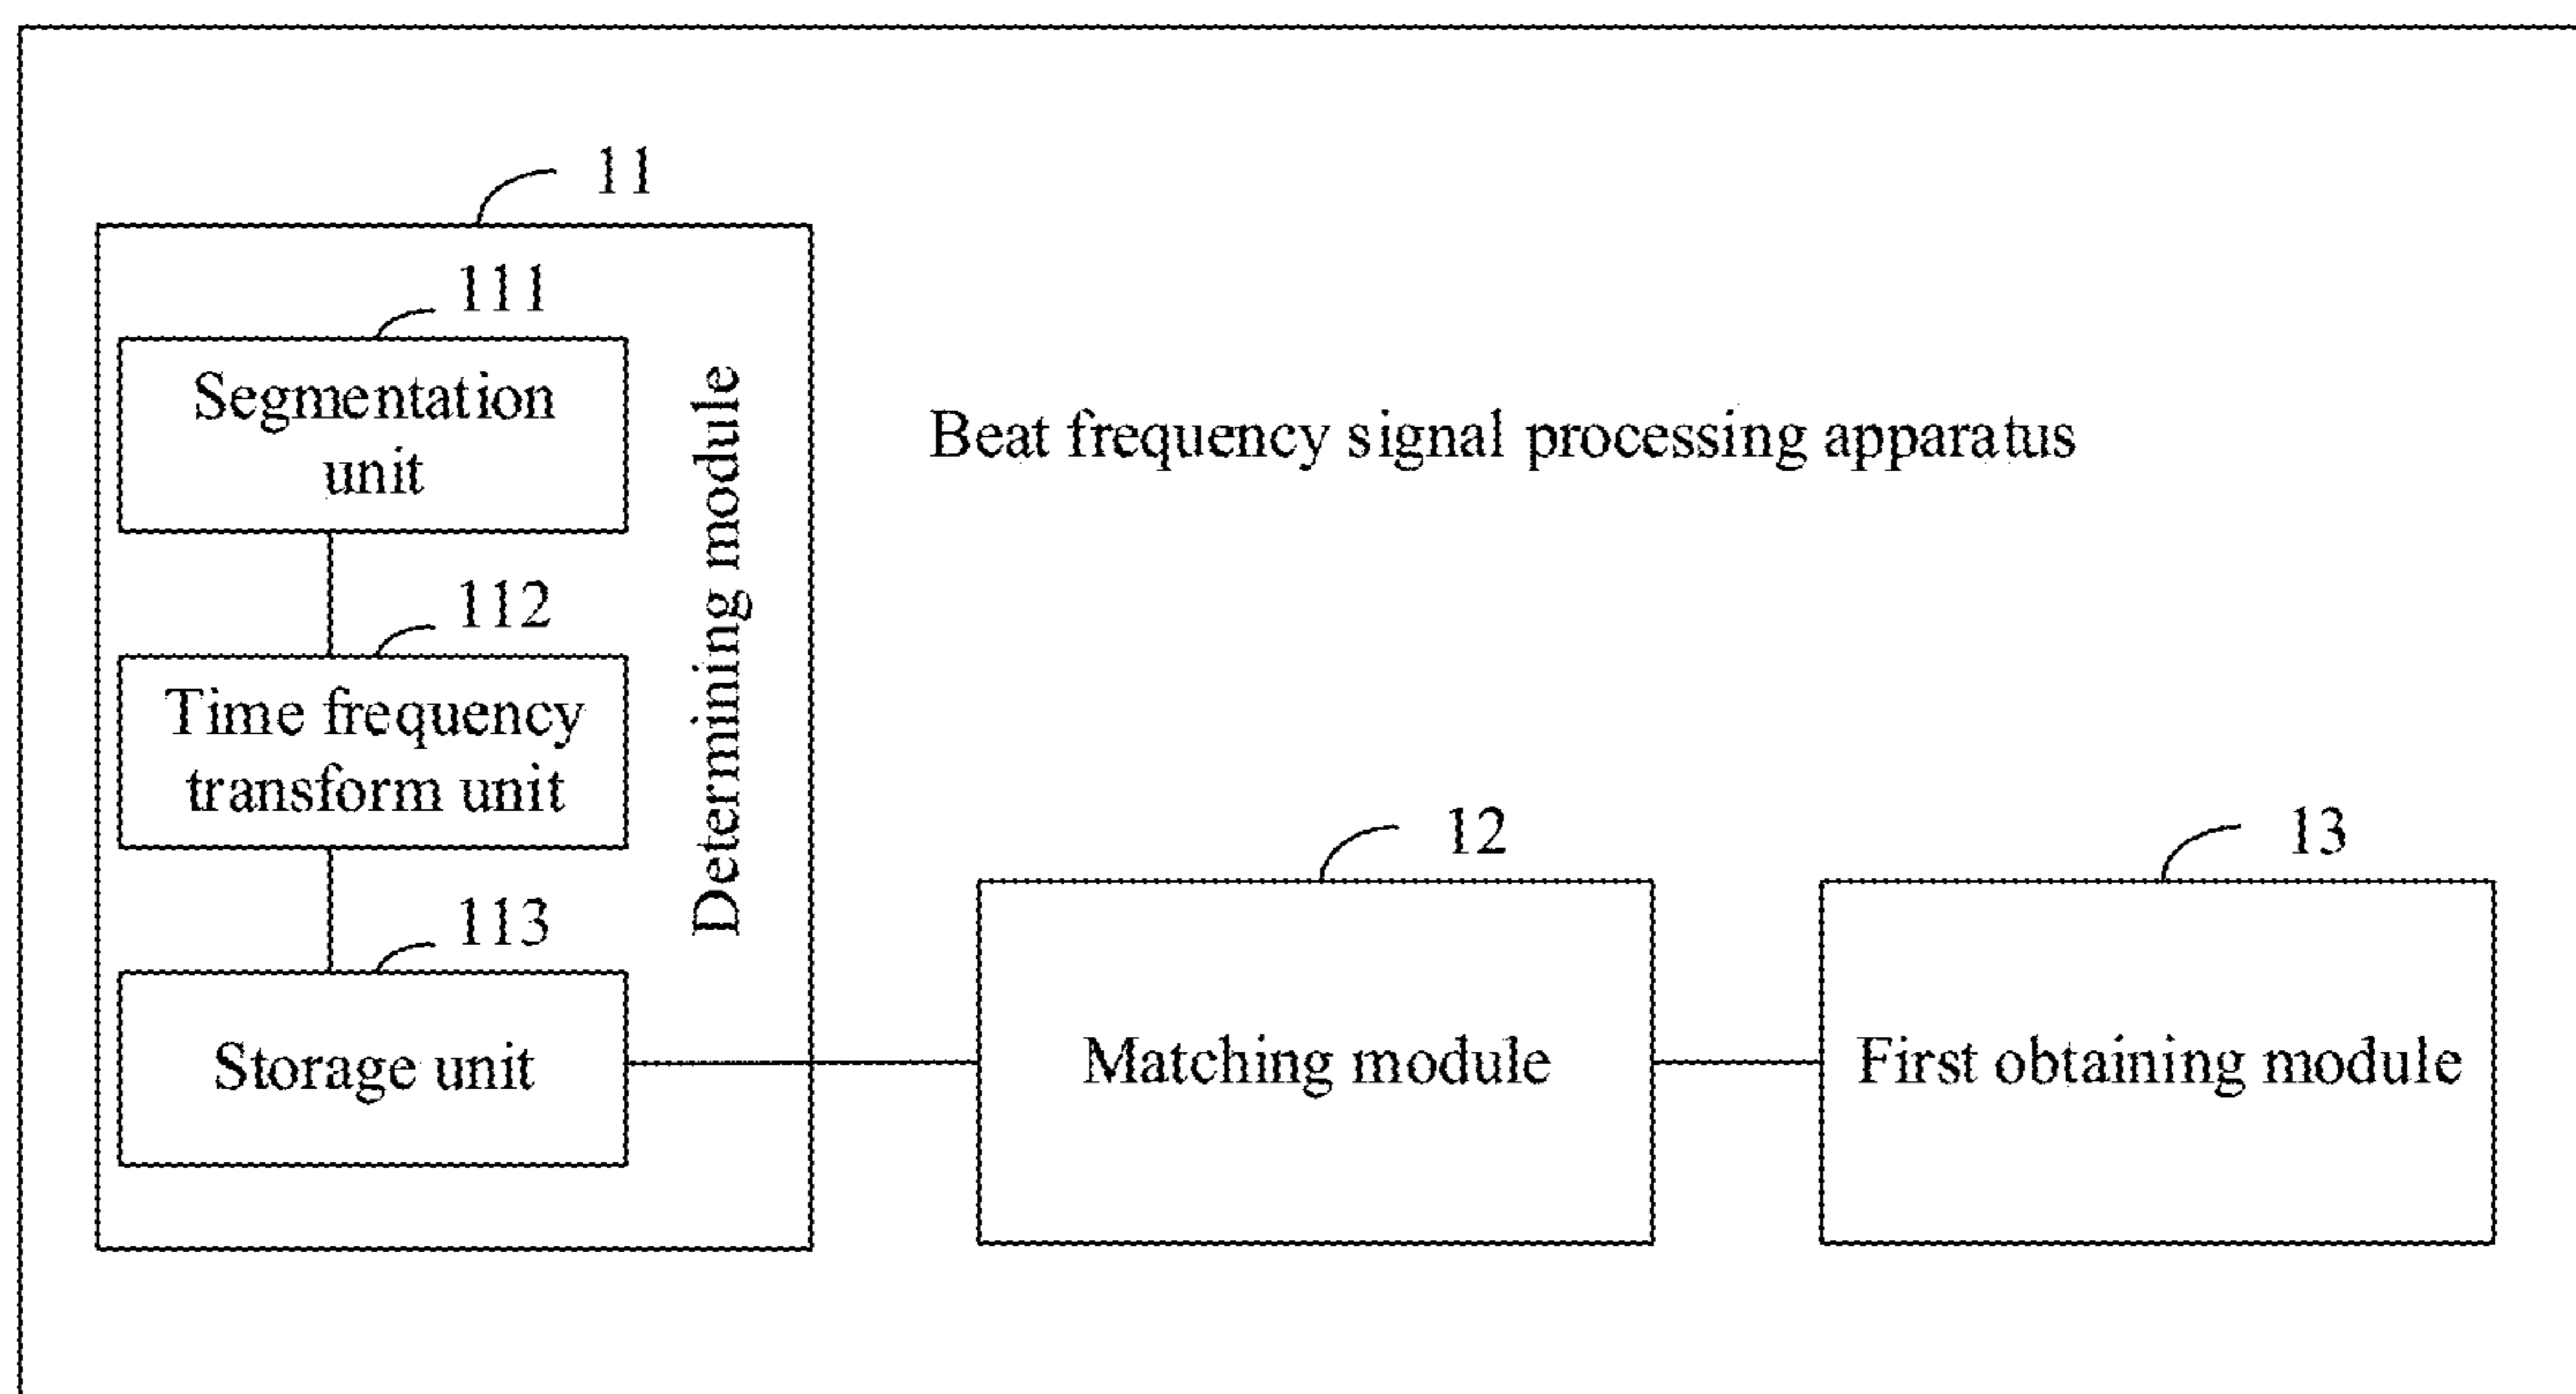 11
111
Segmentation
unit
112
Time frequency
transform unit
113
Storage unit
Determining module
Beat frequency signal processing apparatus
12
Matching module
13
First obtaining module